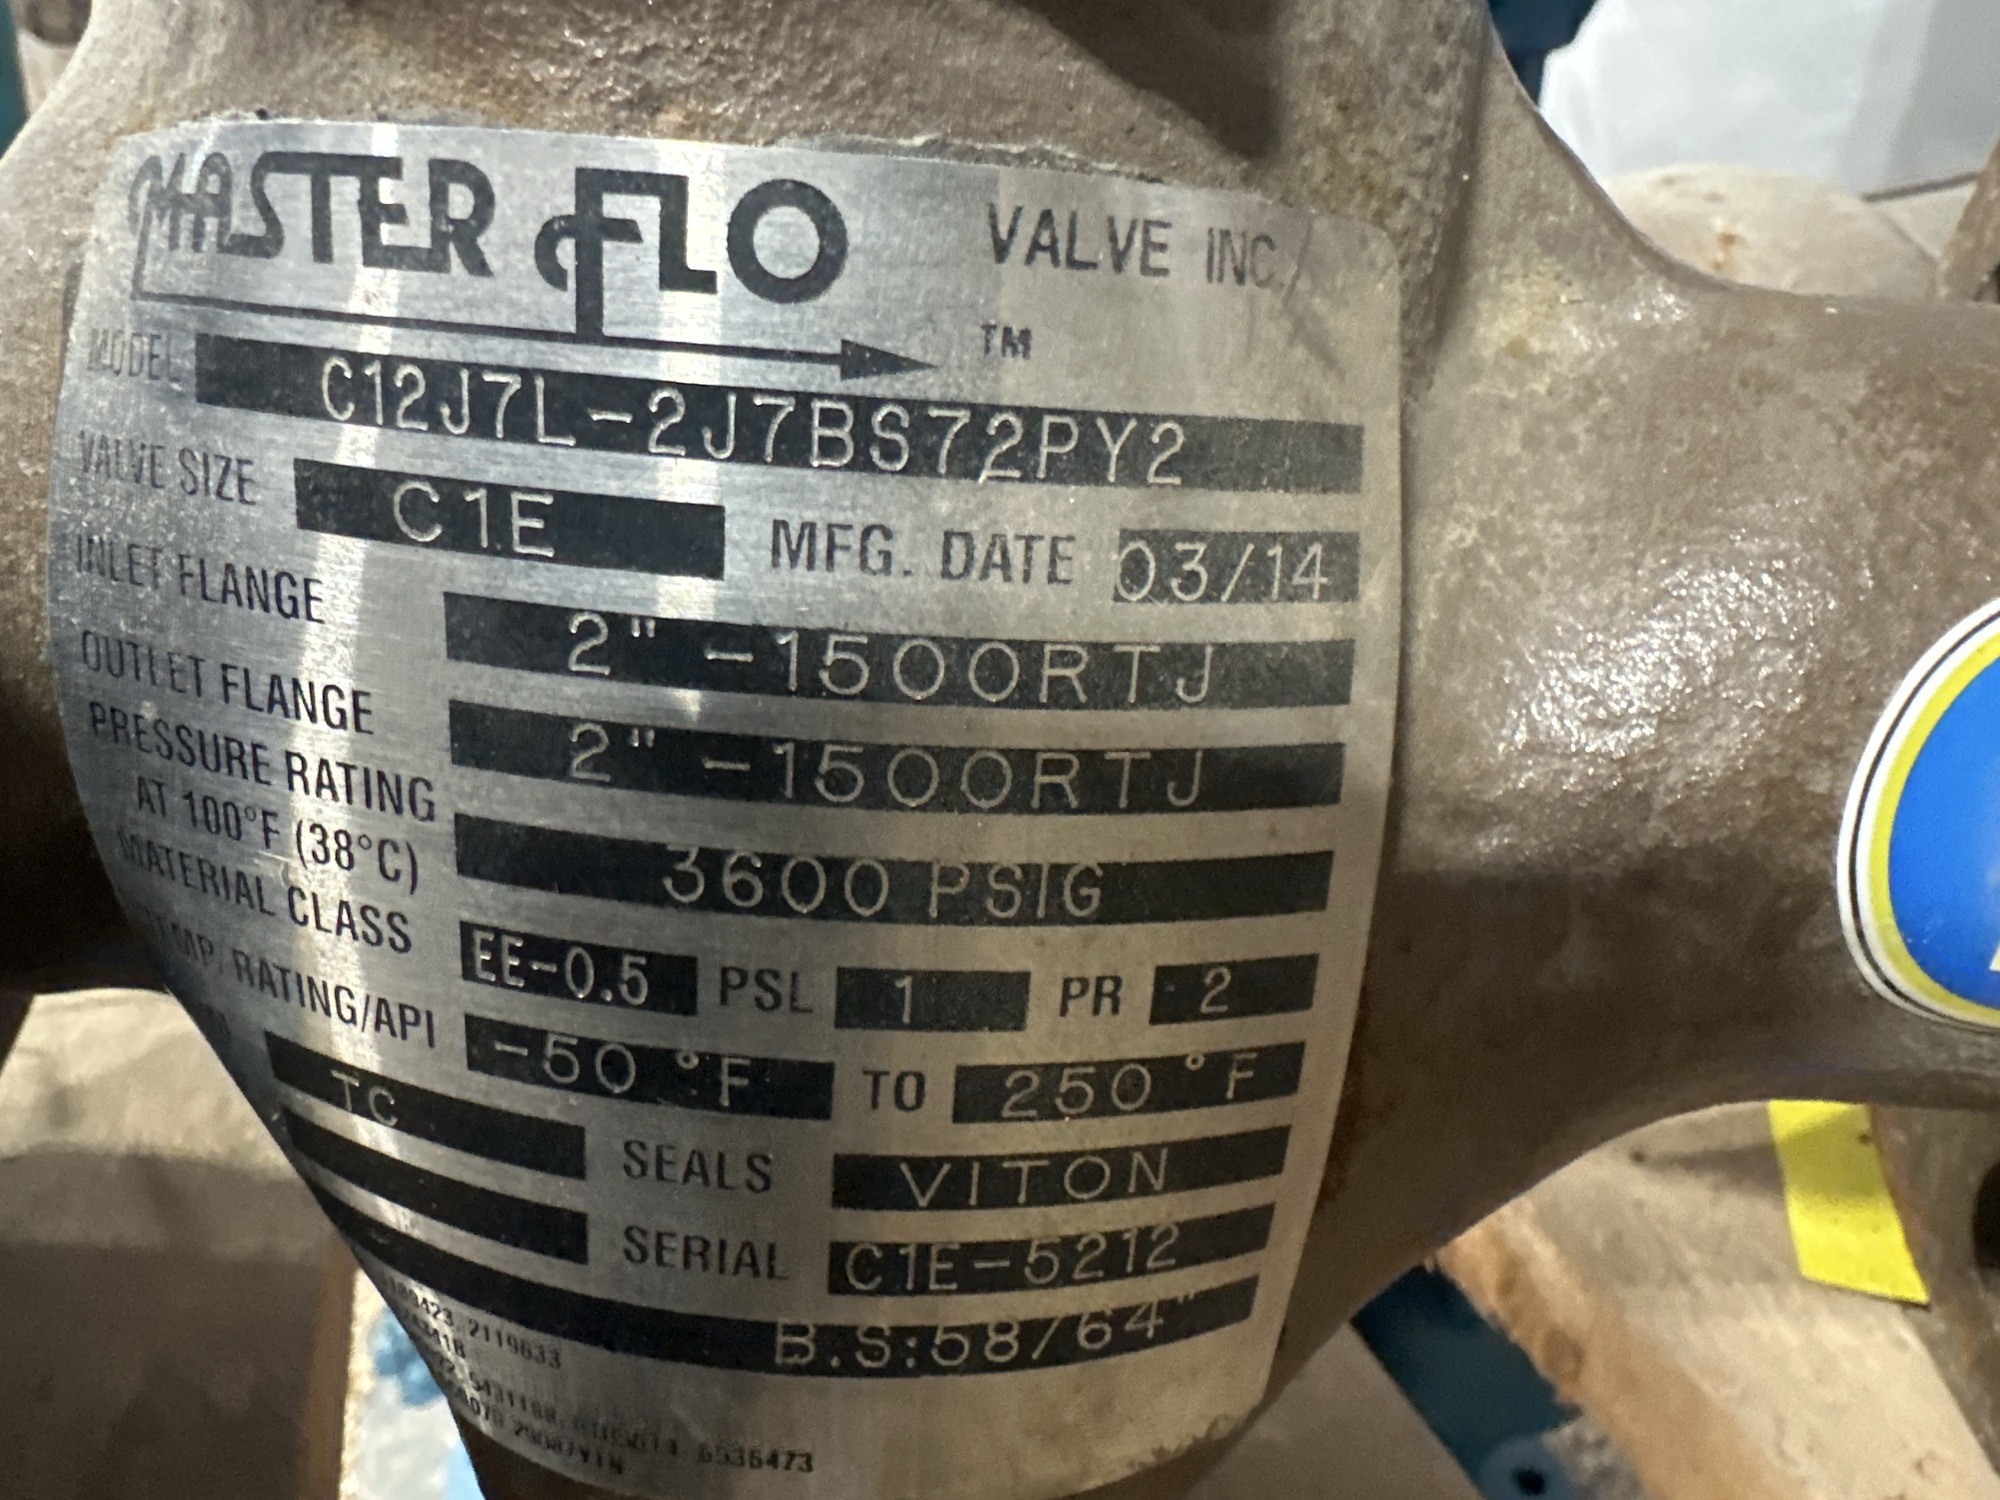 MASTER FLO VALVE INC.
TM
MODEL C12J7L-2J7BS72PY2
VALVE SIZE C1E MFG. DATE 03/14
INLET FLANGE 2"-1500RTJ
OUTLET FLANGE 2"-1500RTJ
PRESSURE RATING
AT 100°F (38°C) 3600 PSIG
MATERIAL CLASS EE-0.5 PSL 1 PR 2
TEMP. RATING/API -50 °F TO 250 °F
TC SEALS VITON
SERIAL C1E-5212
B.S:58/64"
2119633
6536473